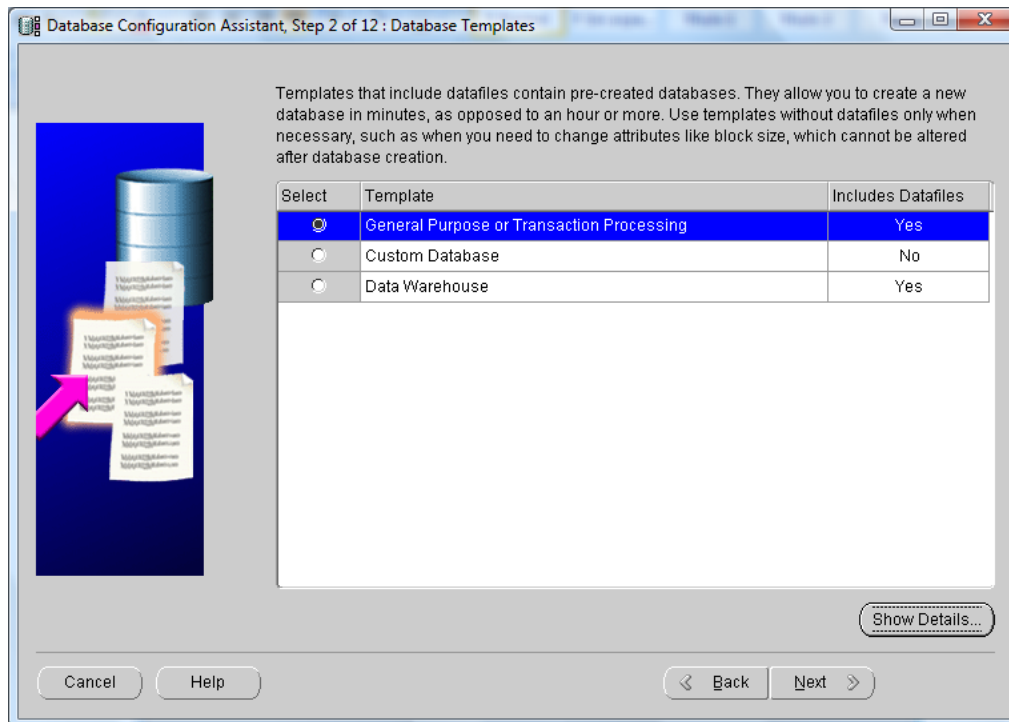 Database Configuration Assistant, Step 2 of 12 : Database Templates
Templates that include datafiles contain pre-created databases. They allow you to create a new
database in minutes, as opposed to an hour or more. Use templates without datafiles only when
necessary, such as when you need to change attributes like block size, which cannot be altered
after database creation.
Select Template Includes Datafiles
General Purpose or Transaction Processing Yes
Custom Database No
Data Warehouse Yes
Show Details...
Cancel Help Back Next